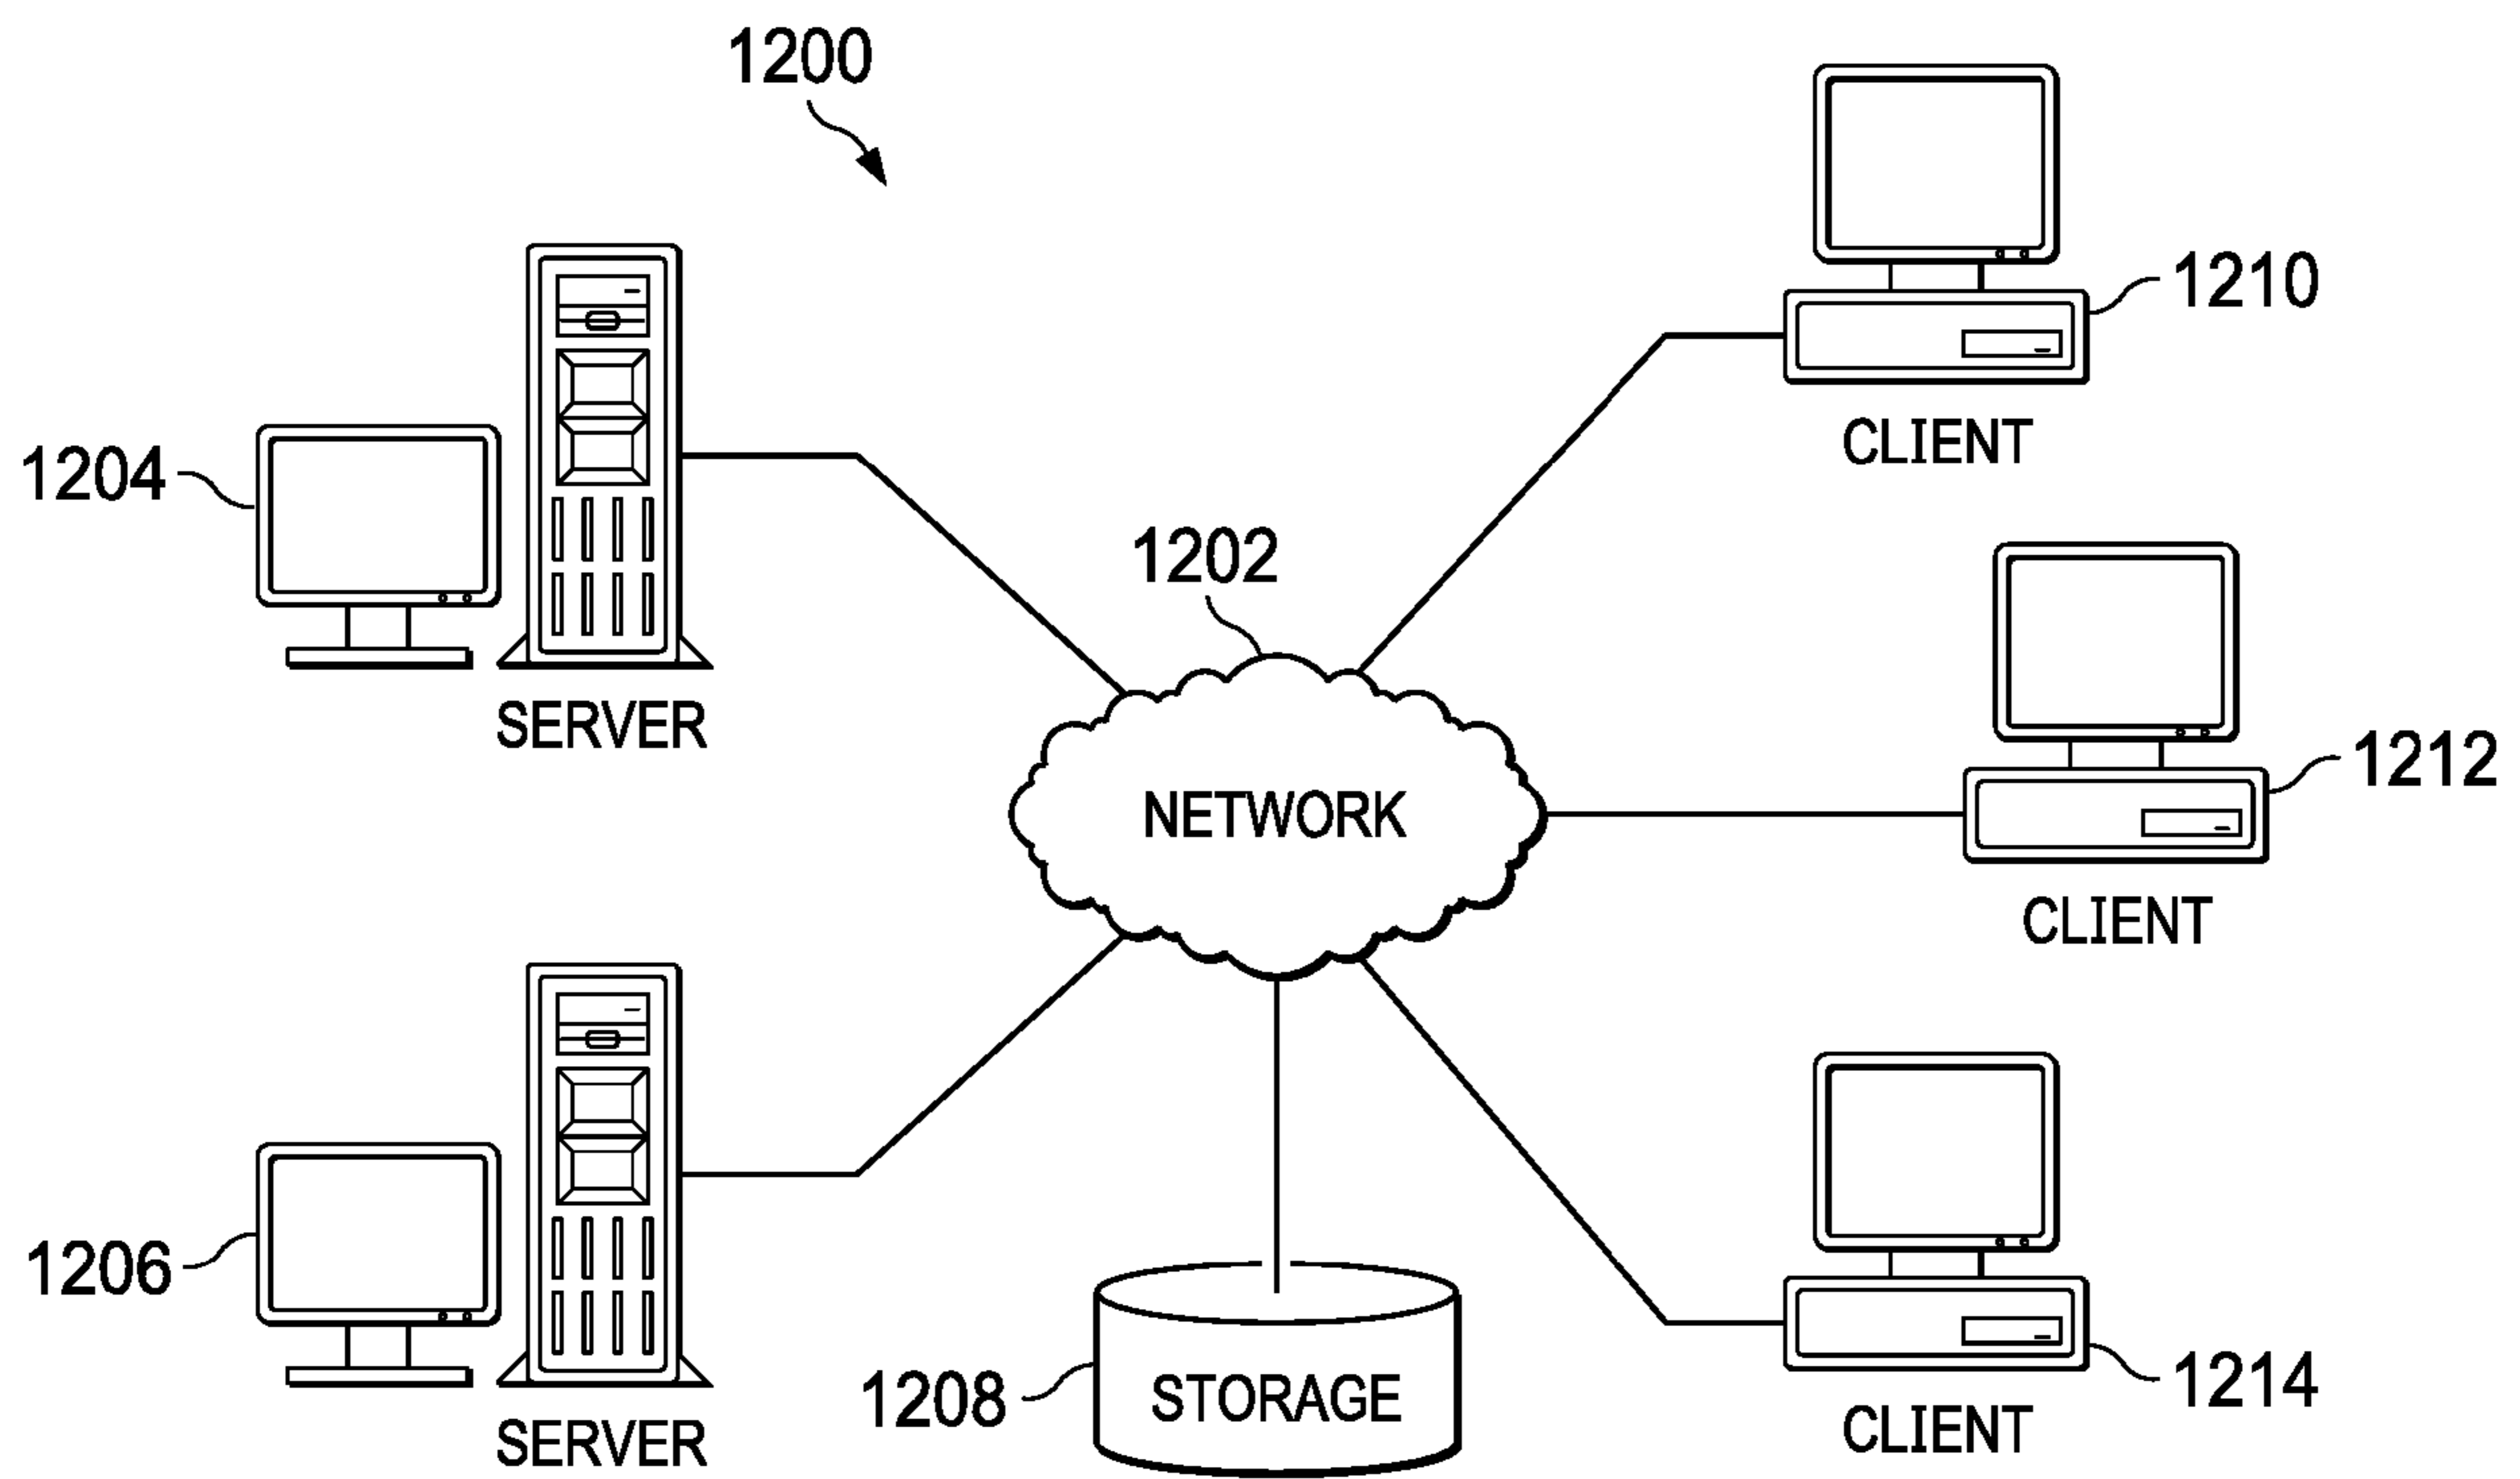 1200
1210
CLIENT
1204
SERVER
1202
NETWORK
1212
CLIENT
1206
SERVER
1208
STORAGE
1214
CLIENT